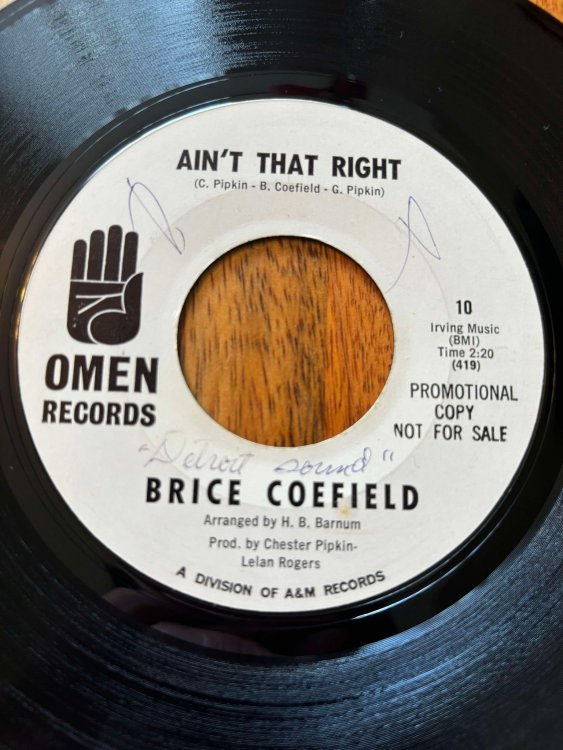 AIN'T THAT RIGHT
(C. Pipkin - B. Coefield - G. Pipkin)
10
Irving Music
(BMI)
Time 2:20
(419)
OMEN
RECORDS
PROMOTIONAL
COPY
NOT FOR SALE
"Detroit sound"
BRICE COEFIELD
Arranged by H. B. Barnum
Prod. by Chester Pipkin-
Lelan Rogers
A DIVISION OF A&M RECORDS